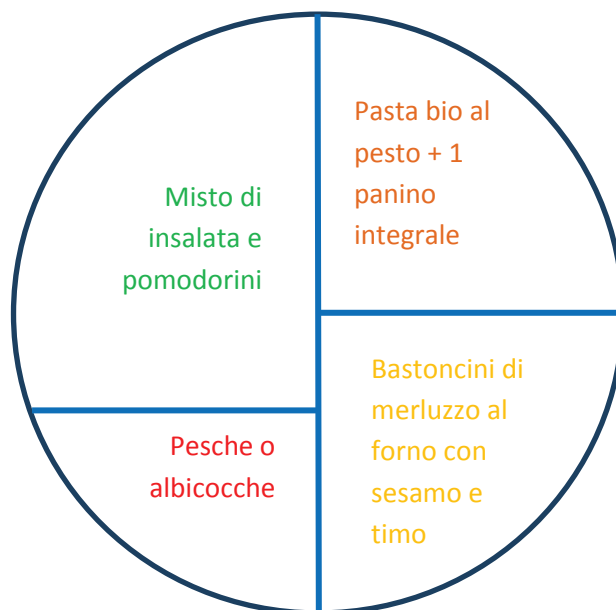 Misto di
insalata e
pomodorini
Pasta bio al
pesto + 1
panino
integrale
Pesche o
albicocche
Bastoncini di
merluzzo al
forno con
sesamo e
timo